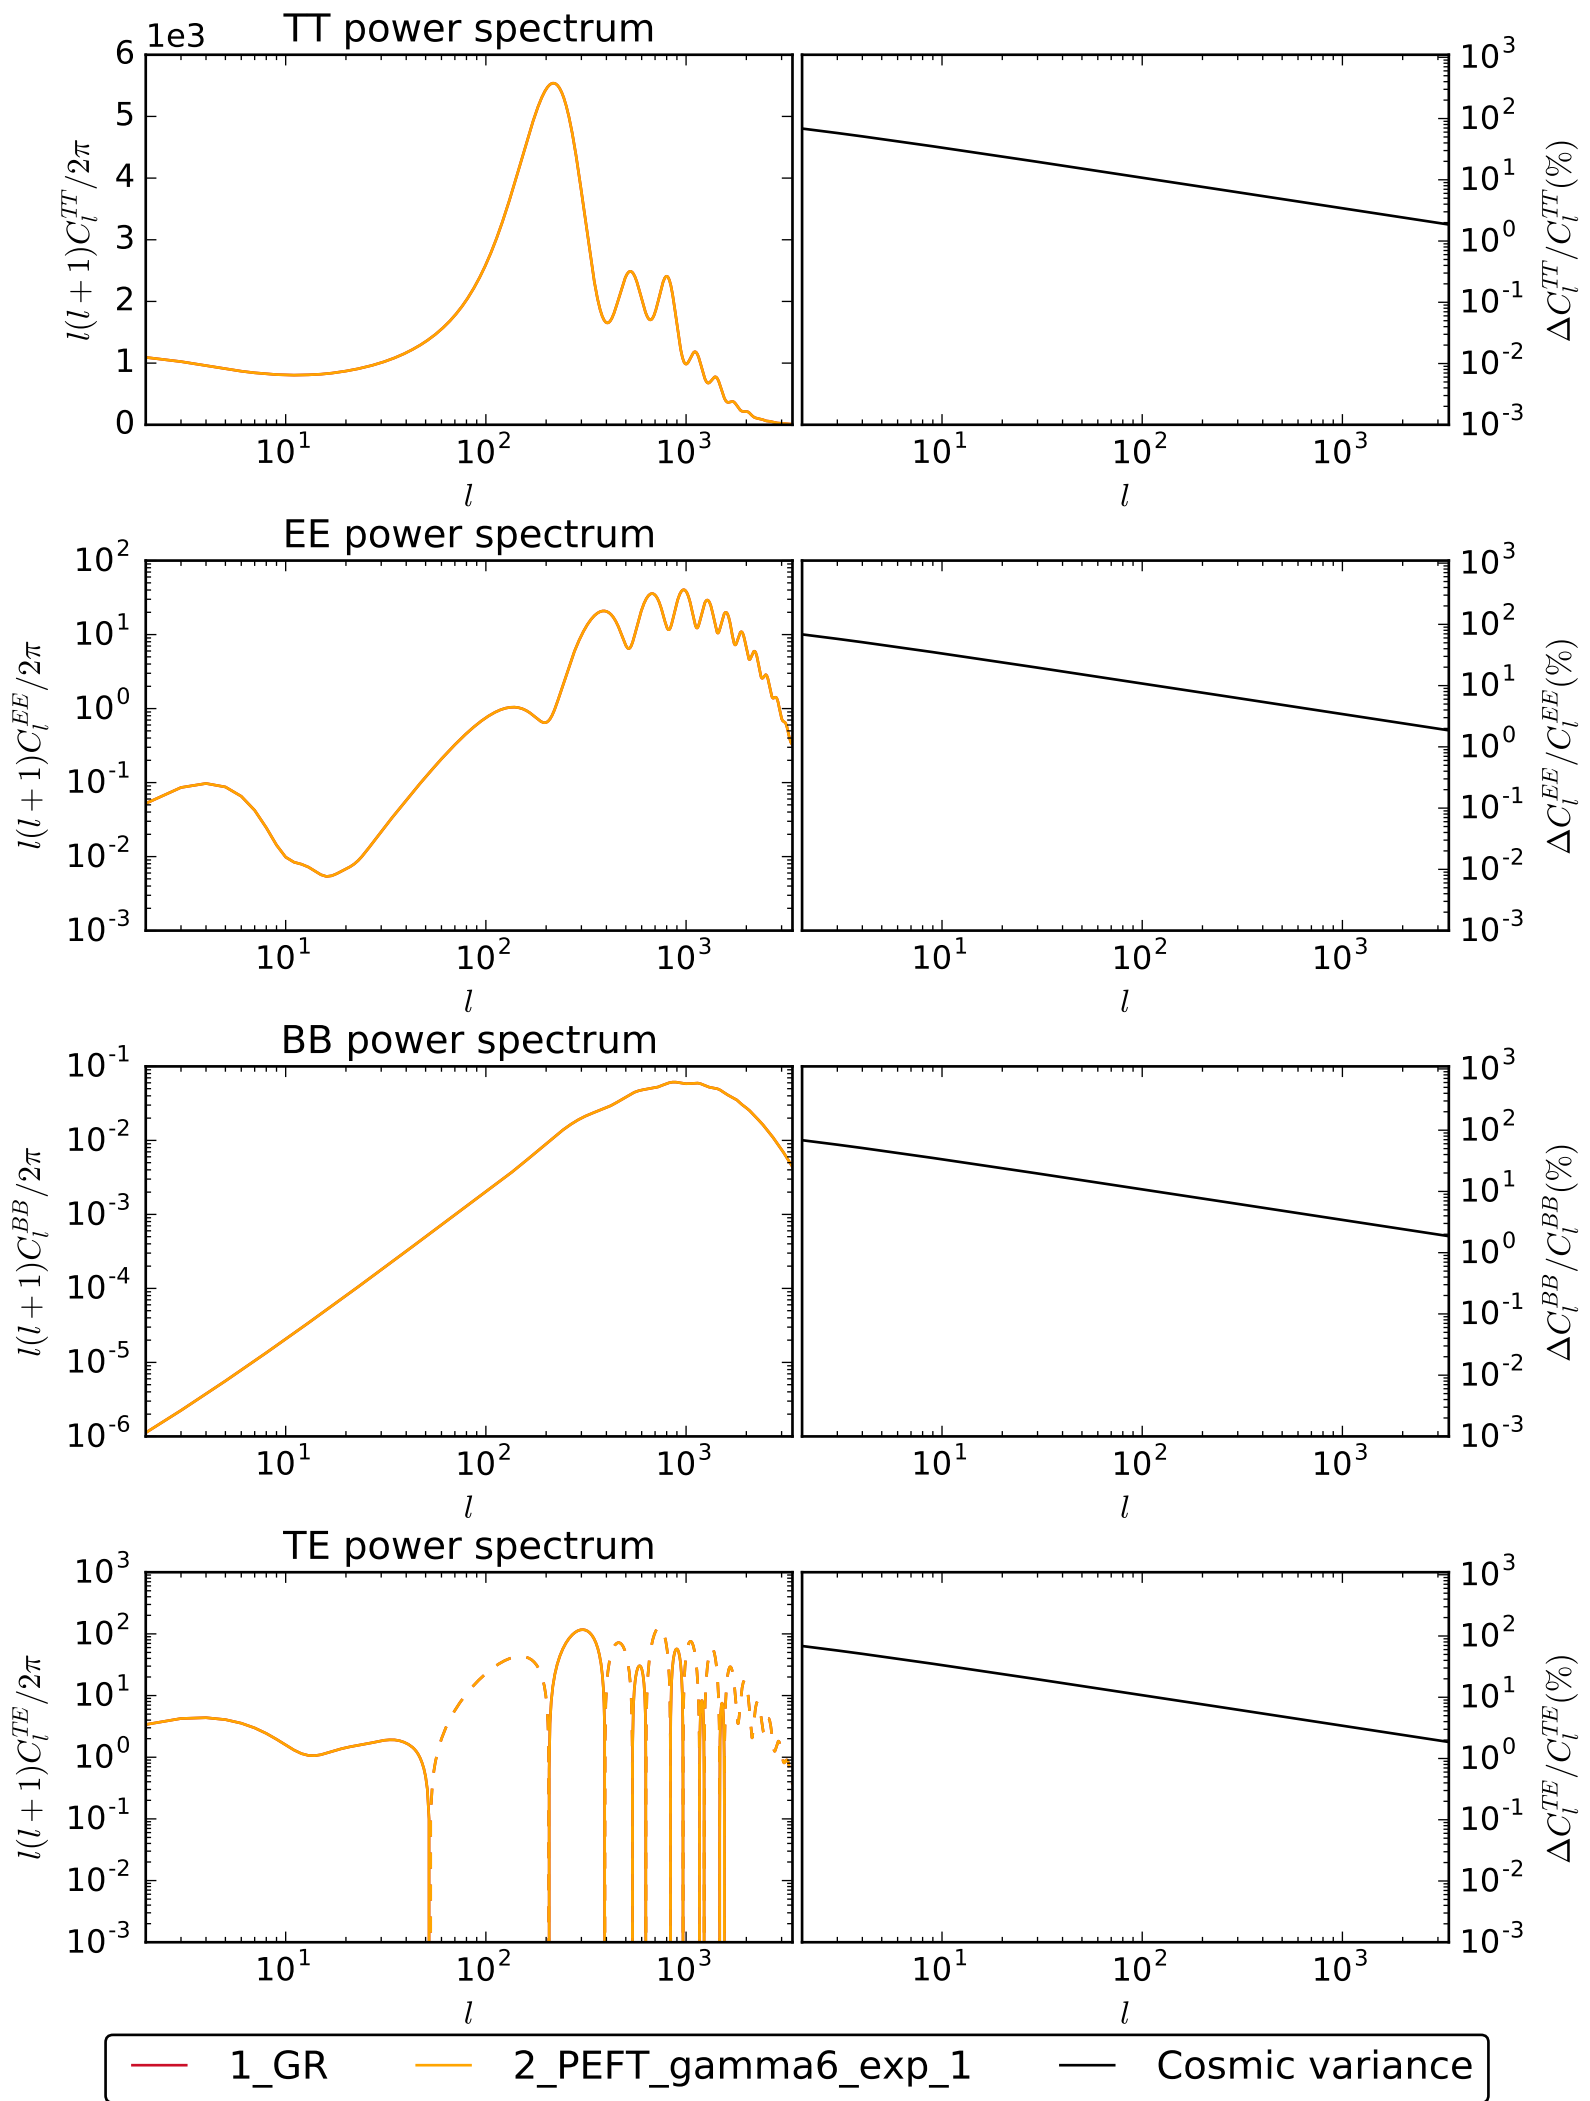 TT power spectrum
1e3
6
5
4
3
2
1
0
l(l+1)C_l^{TT}/2π
10^1 10^2 10^3
l
10^3
10^2
10^1
10^0
10^-1
10^-2
10^-3
ΔC_l^{TT}/C_l^{TT}(%)
10^1 10^2 10^3
l
EE power spectrum
10^2
10^1
10^0
10^-1
10^-2
10^-3
l(l+1)C_l^{EE}/2π
10^1 10^2 10^3
l
10^3
10^2
10^1
10^0
10^-1
10^-2
10^-3
ΔC_l^{EE}/C_l^{EE}(%)
10^1 10^2 10^3
l
BB power spectrum
10^-1
10^-2
10^-3
10^-4
10^-5
10^-6
l(l+1)C_l^{BB}/2π
10^1 10^2 10^3
l
10^3
10^2
10^1
10^0
10^-1
10^-2
10^-3
ΔC_l^{BB}/C_l^{BB}(%)
10^1 10^2 10^3
l
TE power spectrum
10^3
10^2
10^1
10^0
10^-1
10^-2
10^-3
l(l+1)C_l^{TE}/2π
10^1 10^2 10^3
l
10^3
10^2
10^1
10^0
10^-1
10^-2
10^-3
ΔC_l^{TE}/C_l^{TE}(%)
10^1 10^2 10^3
l
1_GR 2_PEFT_gamma6_exp_1 Cosmic variance